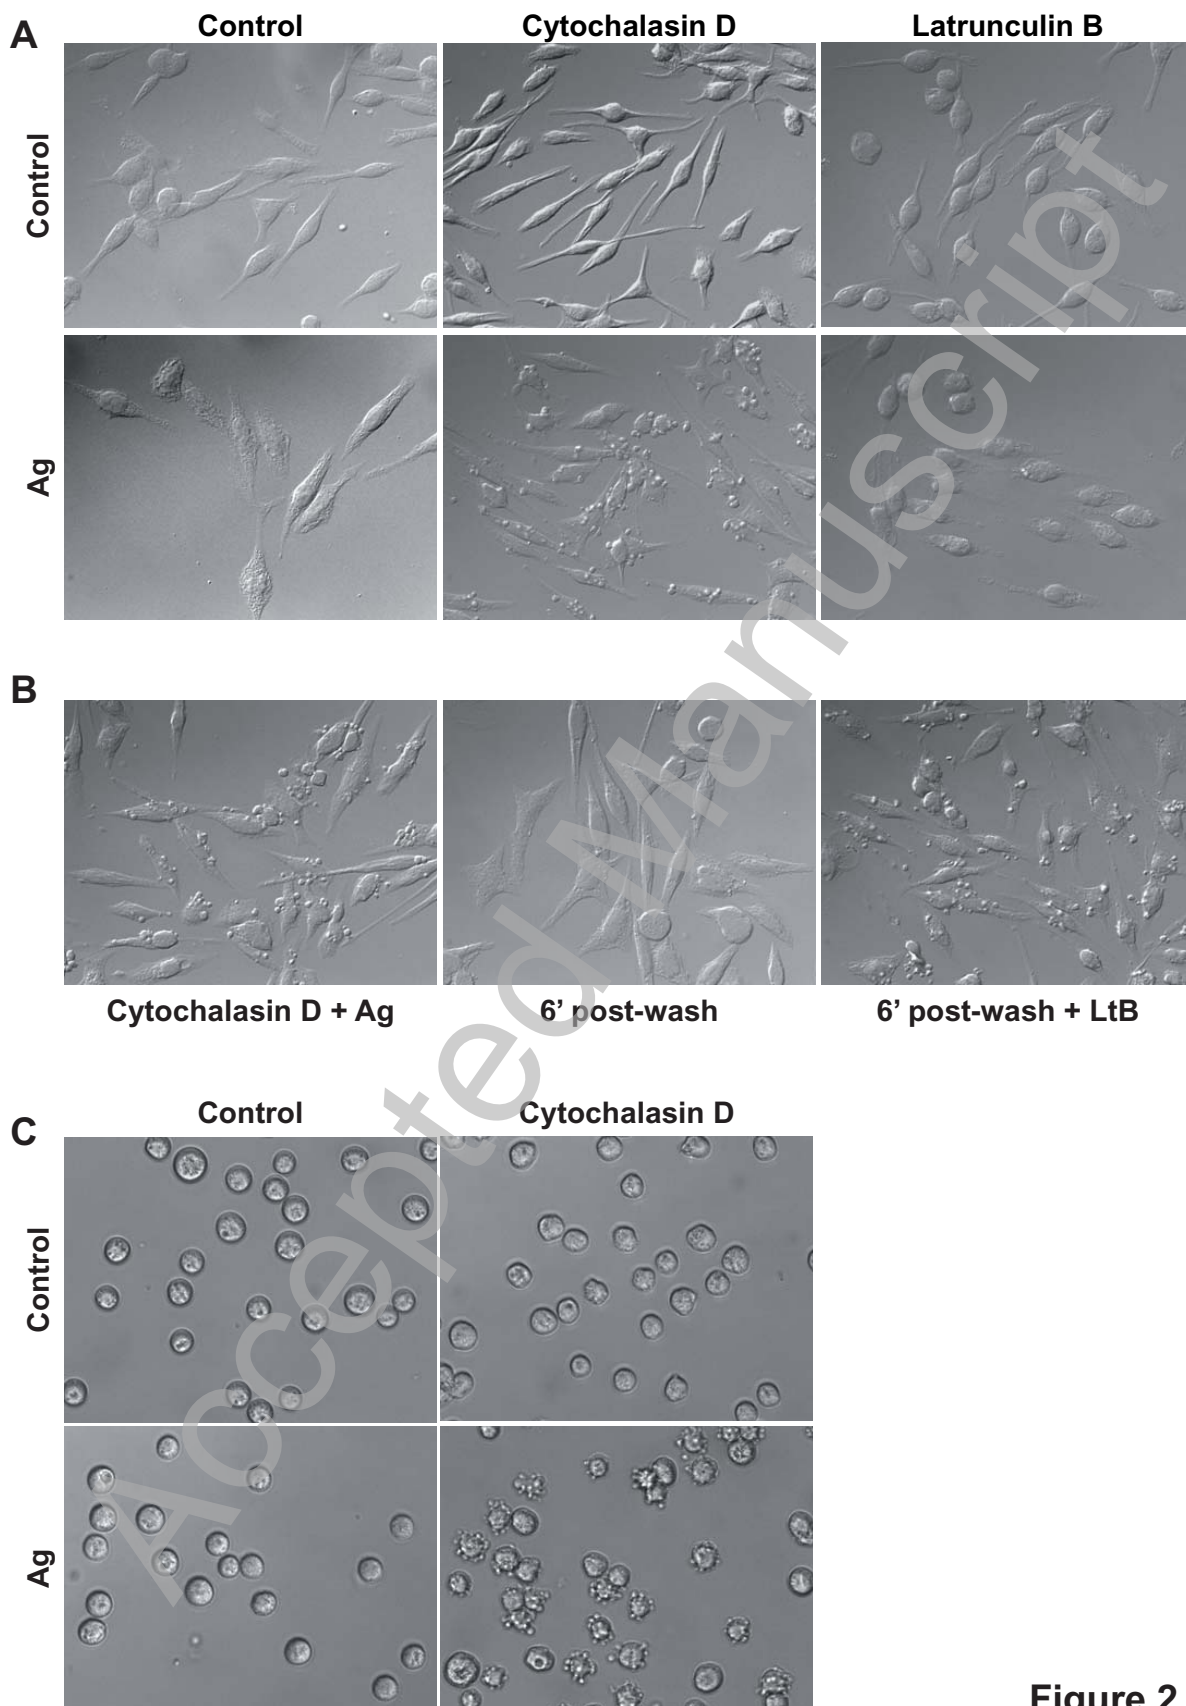 A
Control
Cytochalasin D
Latrunculin B
Control
Ag
B
Cytochalasin D + Ag
6’ post-wash
6’ post-wash + LtB
C
Control
Cytochalasin D
Control
Ag
Accepted Manuscript
Figure 2